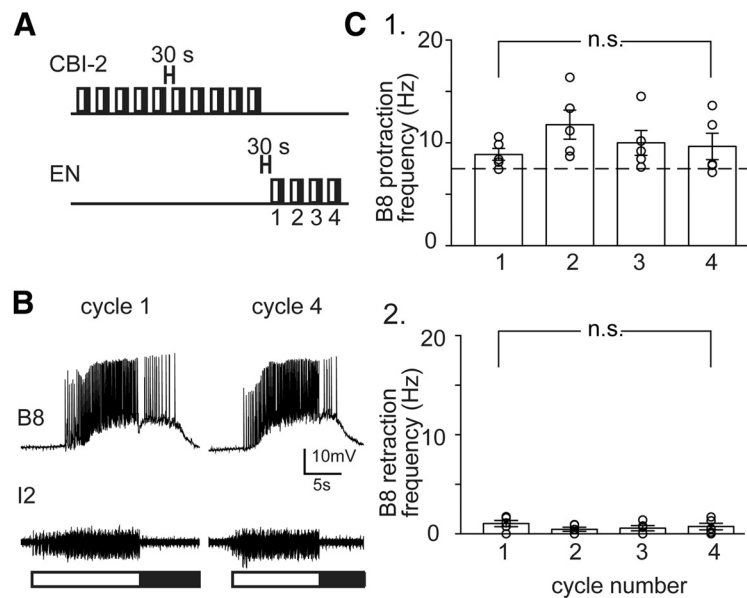 A
30 s
CBI-2
30 s
EN
1 2 3 4
B
cycle 1 cycle 4
B8
10mV
5s
I2
C 1.
n.s.
20
10
0
B8 protraction
frequency (Hz)
1 2 3 4
2.
n.s.
20
10
0
B8 retraction
frequency (Hz)
1 2 3 4
cycle number